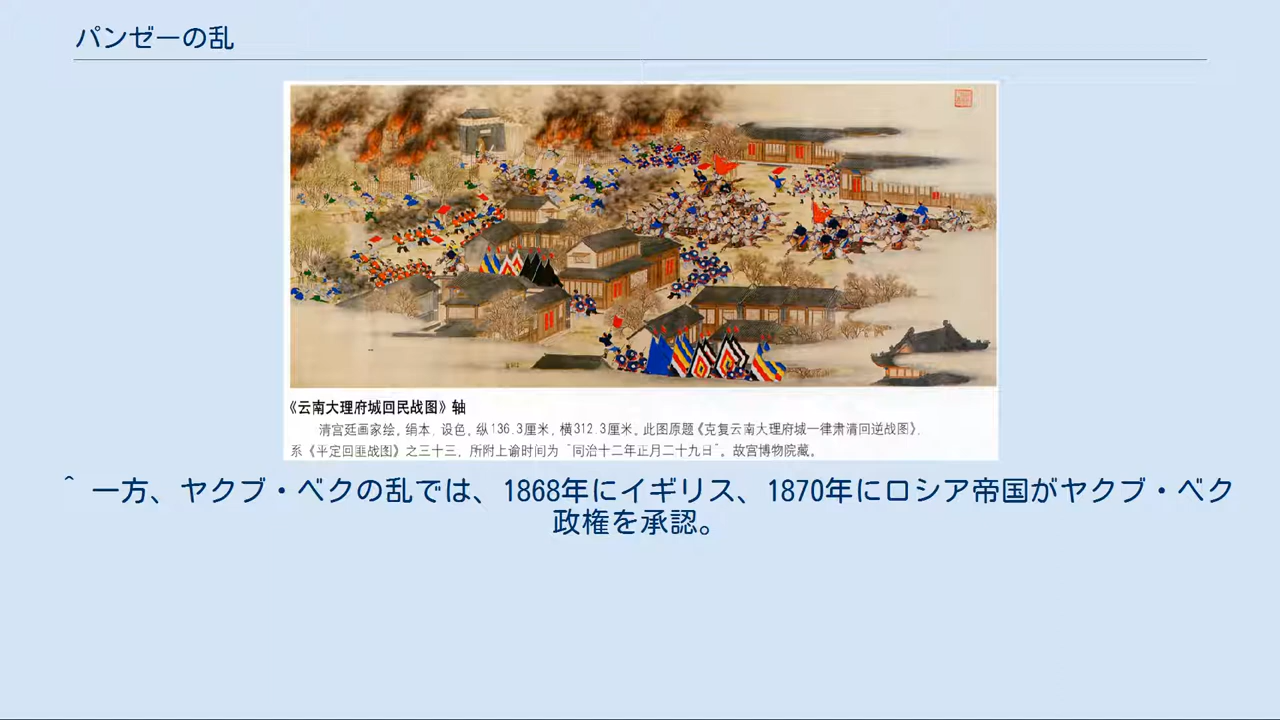 パンゼーの乱
《云南大理府城回民战图》轴
清宫廷画家绘，绢本，设色，纵136.3厘米，横312.3厘米。此图原题《克复云南大理府城一律肃清回逆战图》，
系《平定回匪战图》之三十三，所附上谕时间为"同治十二年正月二十九日"。故宫博物院藏。
^ 一方、ヤクブ・ベクの乱では、1868年にイギリス、1870年にロシア帝国がヤクブ・ベク
政権を承認。